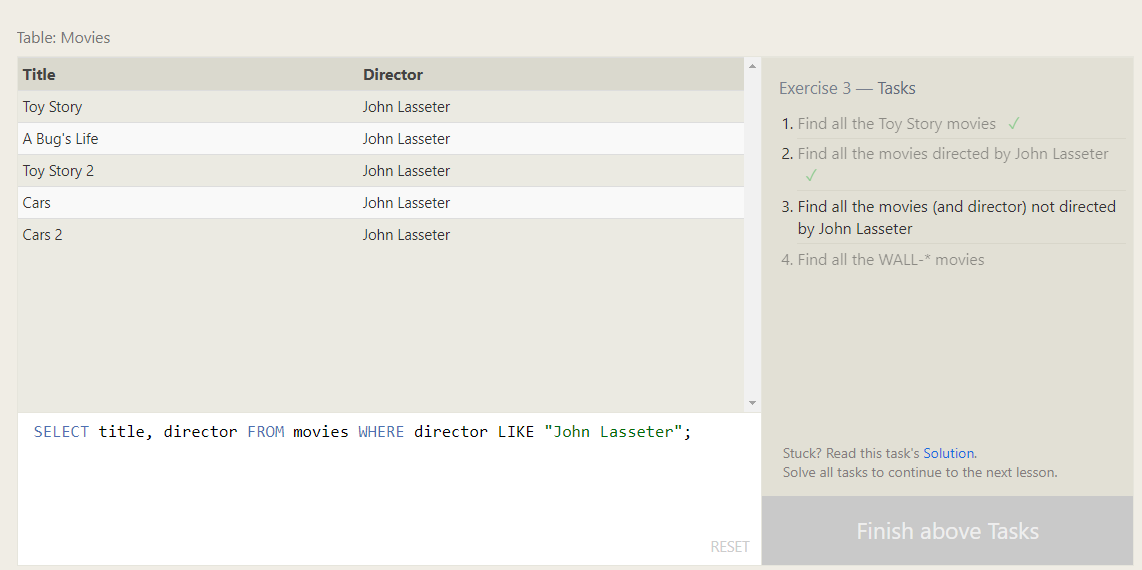 Table: Movies
Title Director
Toy Story John Lasseter
A Bug's Life John Lasseter
Toy Story 2 John Lasseter
Cars John Lasseter
Cars 2 John Lasseter
SELECT title, director FROM movies WHERE director LIKE "John Lasseter";
RESET
Exercise 3 — Tasks
1. Find all the Toy Story movies ✓
2. Find all the movies directed by John Lasseter
✓
3. Find all the movies (and director) not directed
by John Lasseter
4. Find all the WALL-* movies
Stuck? Read this task's Solution.
Solve all tasks to continue to the next lesson.
Finish above Tasks